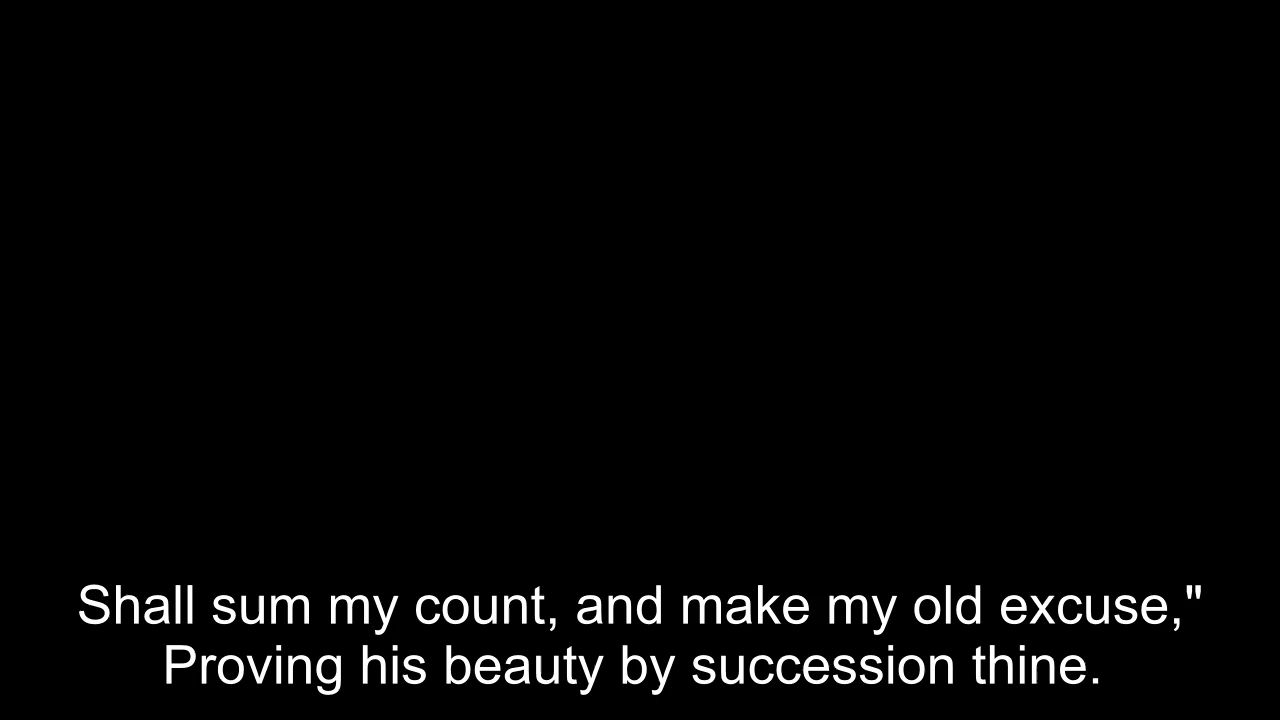 Shall sum my count, and make my old excuse,"
Proving his beauty by succession thine.